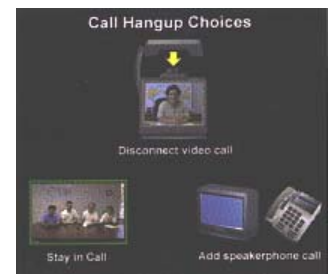 Call Hangup Choices
Disconnect video call
Stay in Call
Add speakerphone call